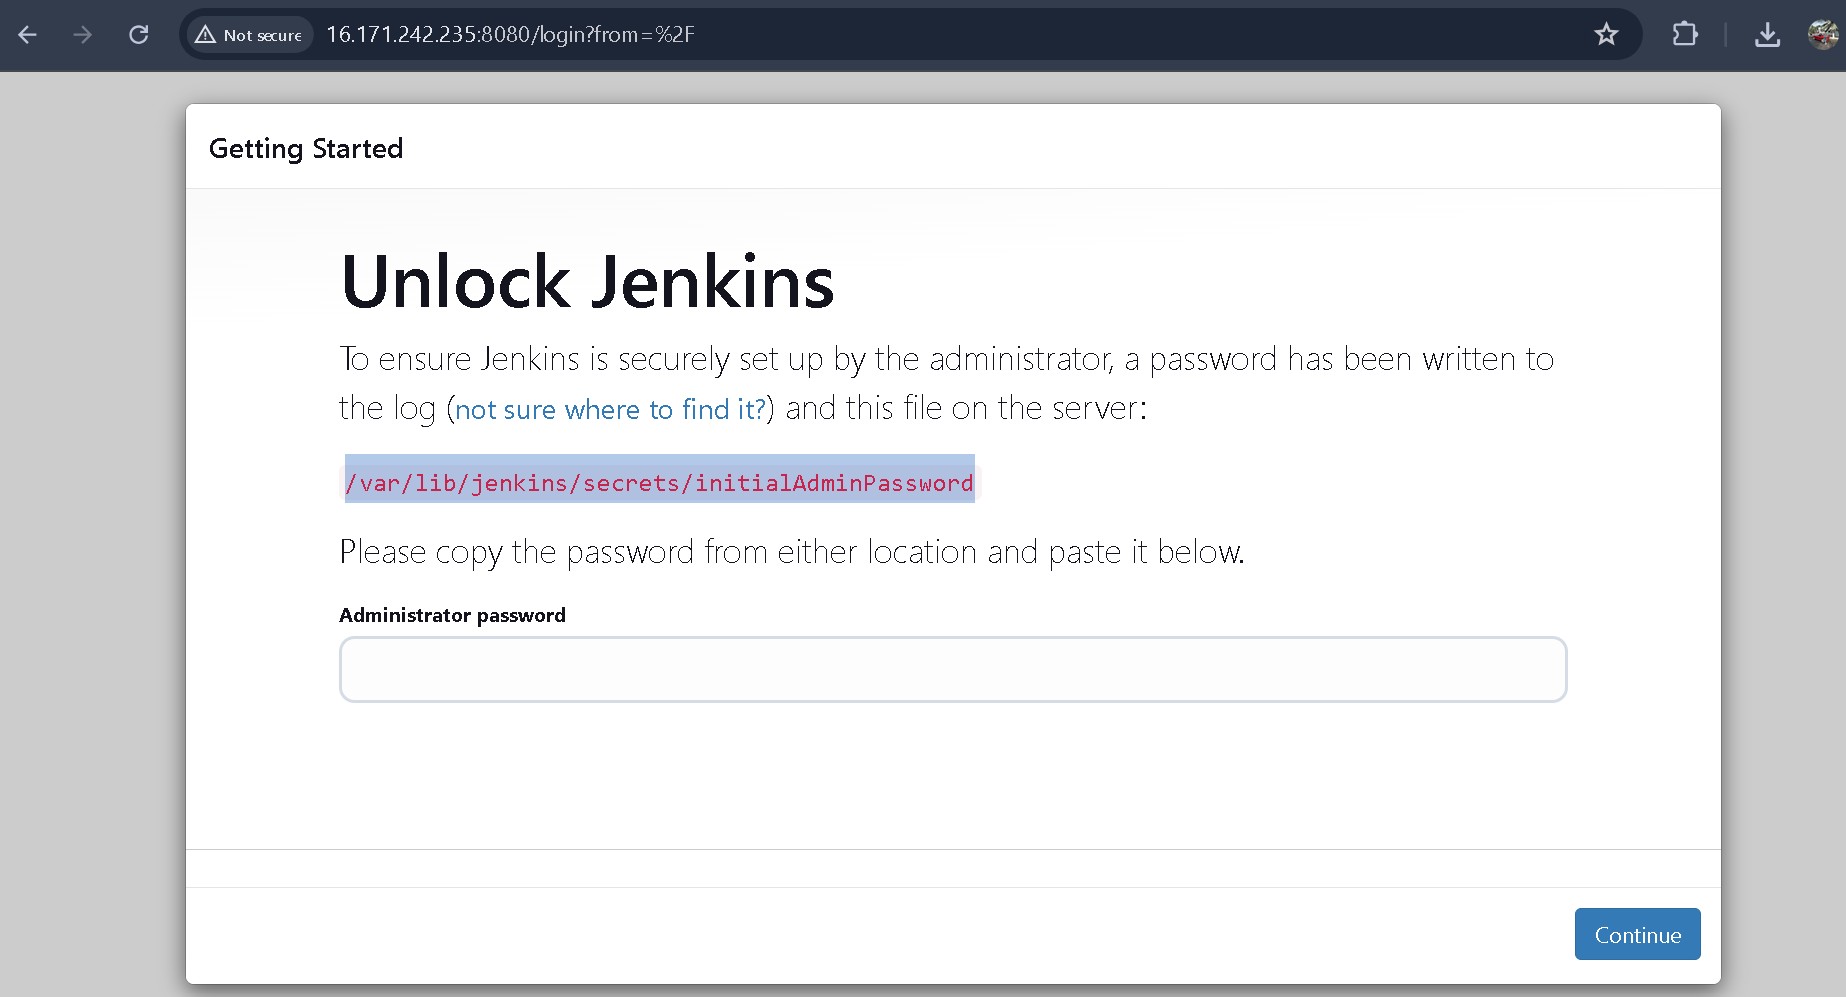 Not secure
16.171.242.235:8080/login?from=%2F
Getting Started
Unlock Jenkins
To ensure Jenkins is securely set up by the administrator, a password has been written to
the log (not sure where to find it?) and this file on the server:
/var/lib/jenkins/secrets/initialAdminPassword
Please copy the password from either location and paste it below.
Administrator password
Continue